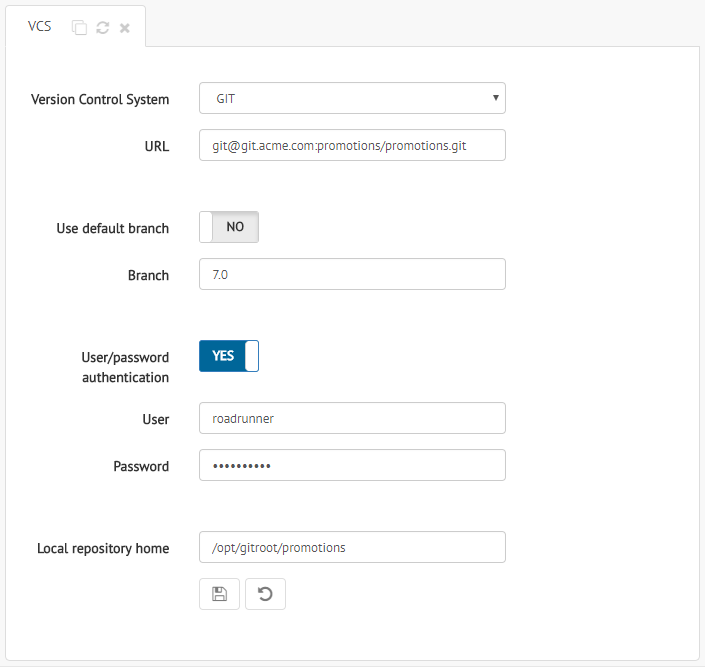 VCS
Version Control System GIT
URL git@git.acme.com:promotions/promotions.git
Use default branch NO
Branch 7.0
User/password YES
authentication
User roadrunner
Password ••••••••••
Local repository home /opt/gitroot/promotions